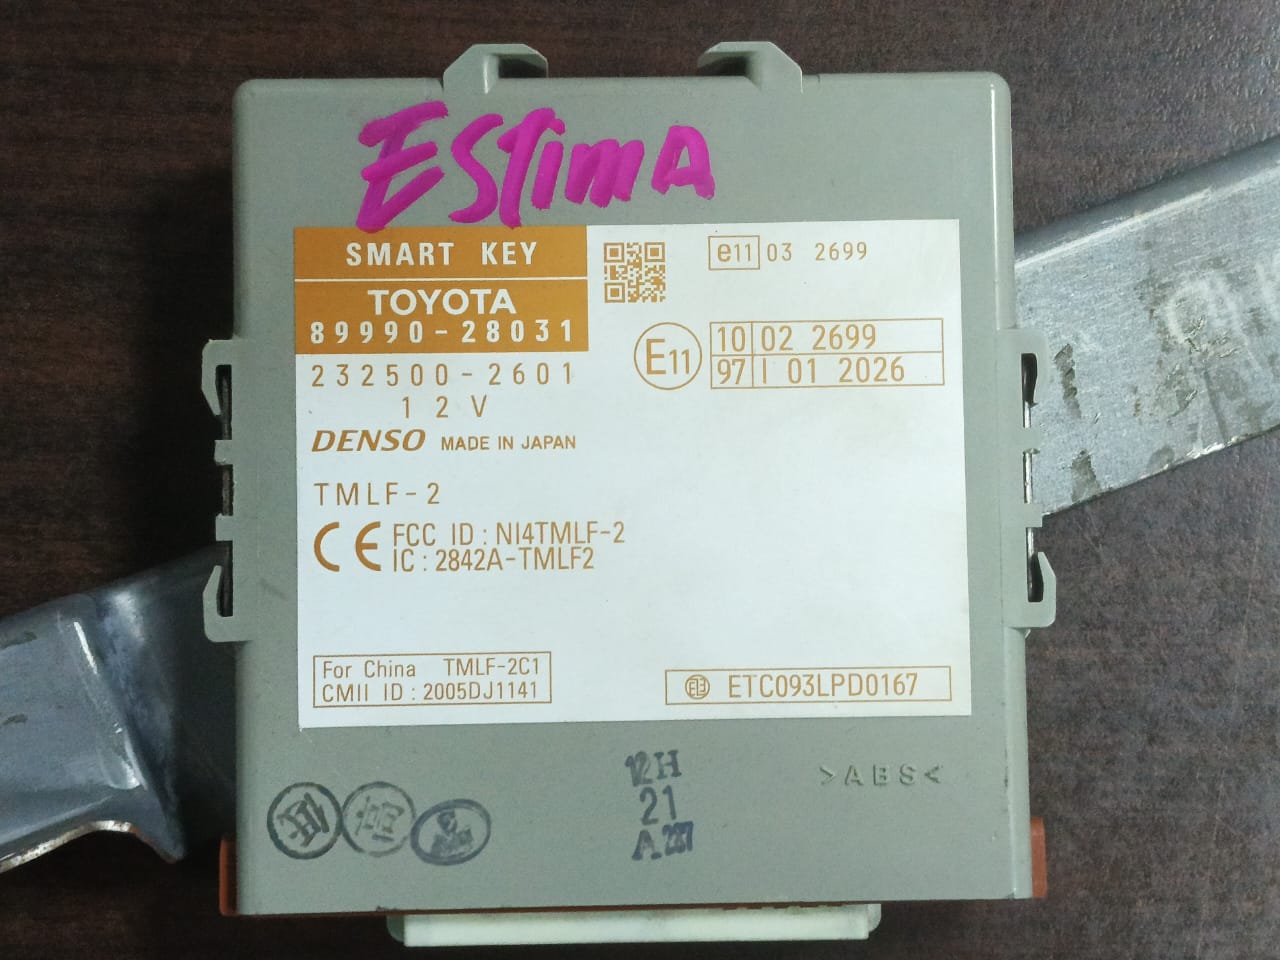 ESTimA
SMART KEY
TOYOTA
89990-28031
232500-2601
12V
DENSO MADE IN JAPAN
TMLF-2
CE
FCC ID : NI4TMLF-2
IC : 2842A-TMLF2
e11 03 2699
E11
10 02 2699
97 I 01 2026
For China TMLF-2C1
CMII ID : 2005DJ1141
ETC093LPD0167
12H
21
>ABS<